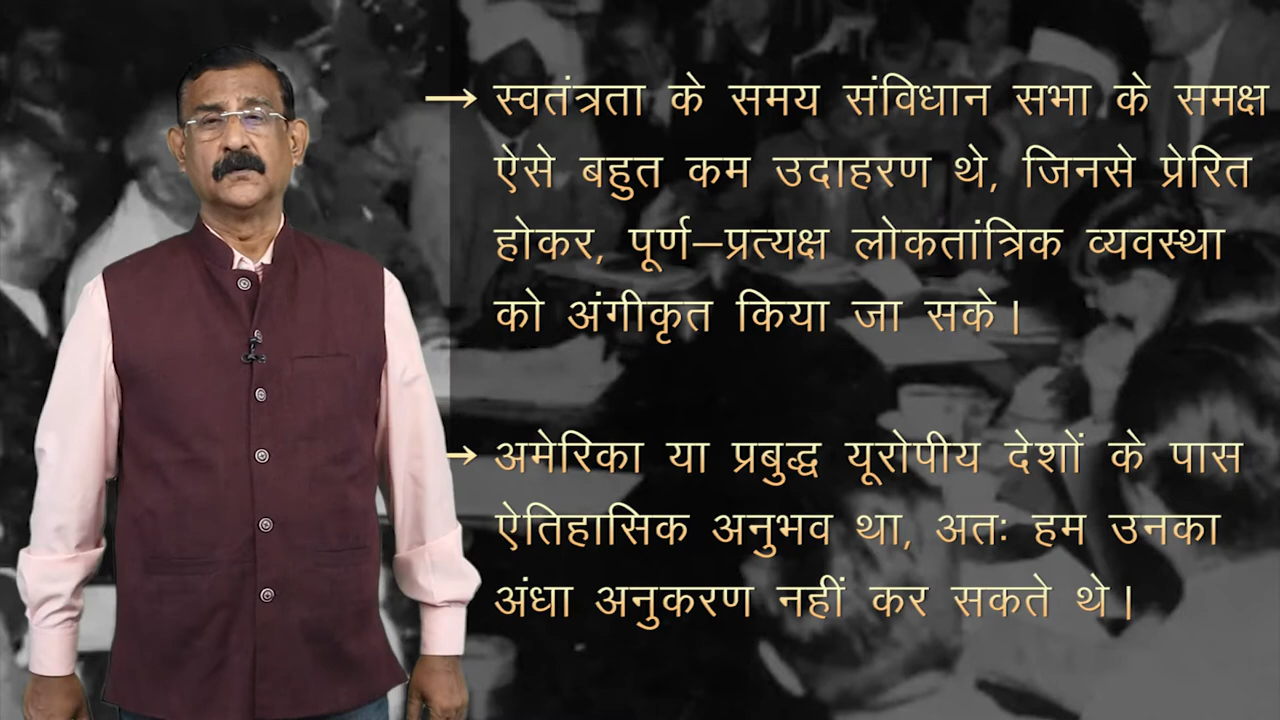 → स्वतंत्रता के समय संविधान सभा के समक्ष
ऐसे बहुत कम उदाहरण थे, जिनसे प्रेरित
होकर, पूर्ण–प्रत्यक्ष लोकतांत्रिक व्यवस्था
को अंगीकृत किया जा सके।
→ अमेरिका या प्रबुद्ध यूरोपीय देशों के पास
ऐतिहासिक अनुभव था, अतः हम उनका
अंधा अनुकरण नहीं कर सकते थे।